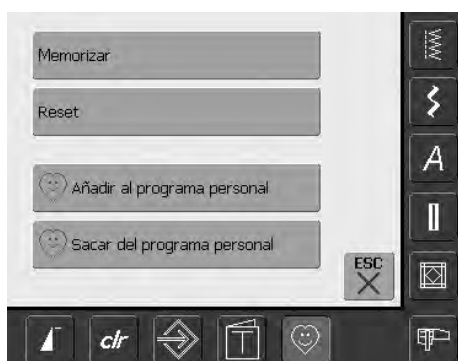 Memorizar
Reset
Añadir al programa personal
Sacar del programa personal
ESC
A
clr
T